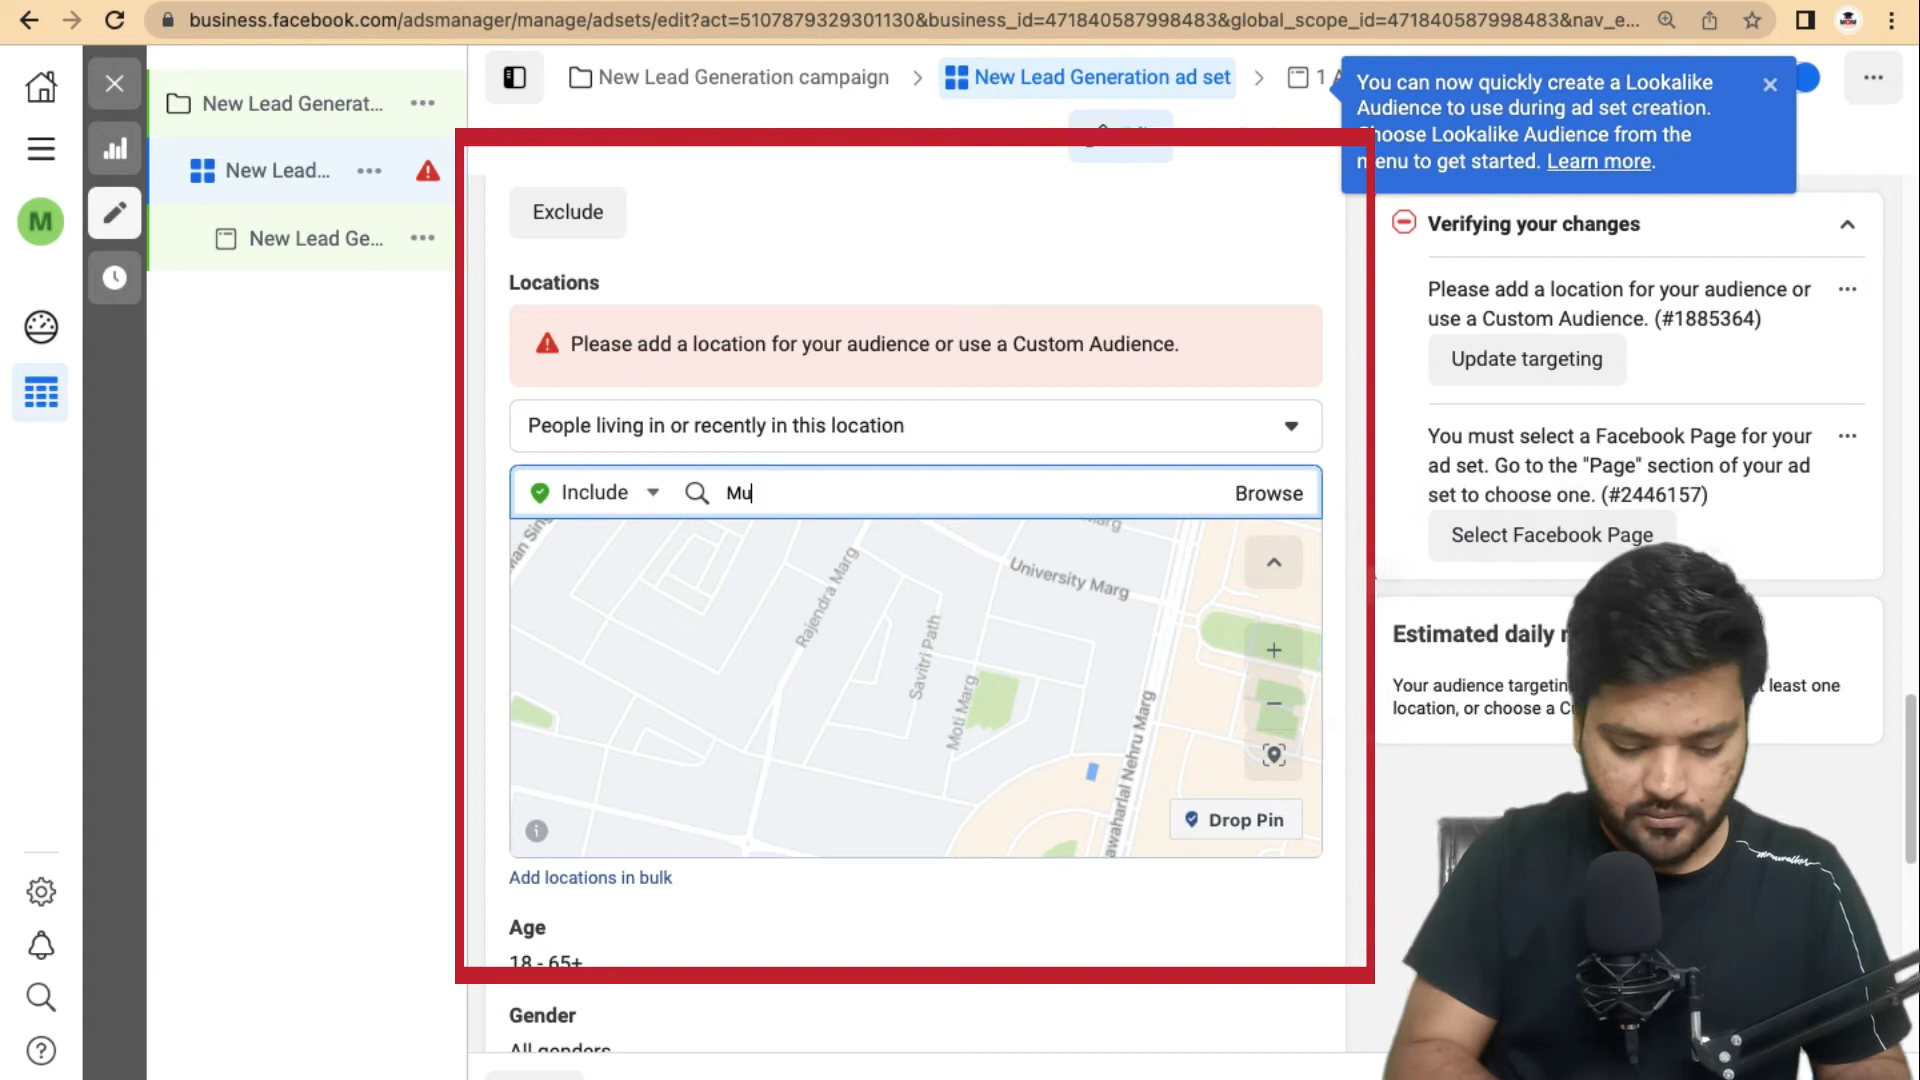 business.facebook.com/adsmanager/manage/adsets/edit?act=5107879329301130&business_id=471840587998483&global_scope_id=471840587998483&nav_e...
New Lead Generation campaign
New Lead Generation ad set
1
You can now quickly create a Lookalike
Audience to use during ad set creation.
Choose Lookalike Audience from the
menu to get started. Learn more.
New Lead Generat...
New Lead...
New Lead Ge...
M
Exclude
Locations
Please add a location for your audience or use a Custom Audience.
People living in or recently in this location
Include
Mu
Browse
University Marg
Rajendra Marg
Savitri Path
Moti Marg
Drop Pin
Add locations in bulk
Age
18 - 65+
Gender
All genders
Verifying your changes
Please add a location for your audience or
use a Custom Audience. (#1885364)
Update targeting
You must select a Facebook Page for your
ad set. Go to the "Page" section of your ad
set to choose one. (#2446157)
Select Facebook Page
Estimated daily
Your audience least one
location, or choose a